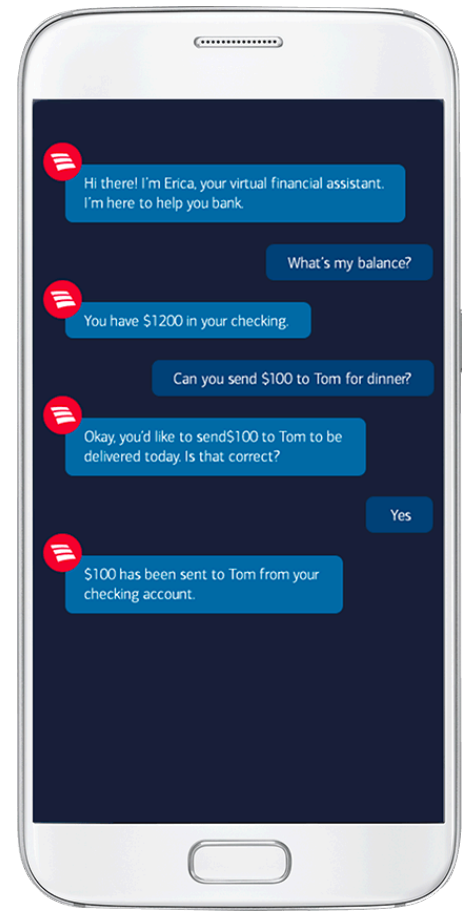 Hi there! I'm Erica, your virtual financial assistant.
I'm here to help you bank.
What's my balance?
You have $1200 in your checking.
Can you send $100 to Tom for dinner?
Okay, you'd like to send$100 to Tom to be
delivered today. Is that correct?
Yes
$100 has been sent to Tom from your
checking account.